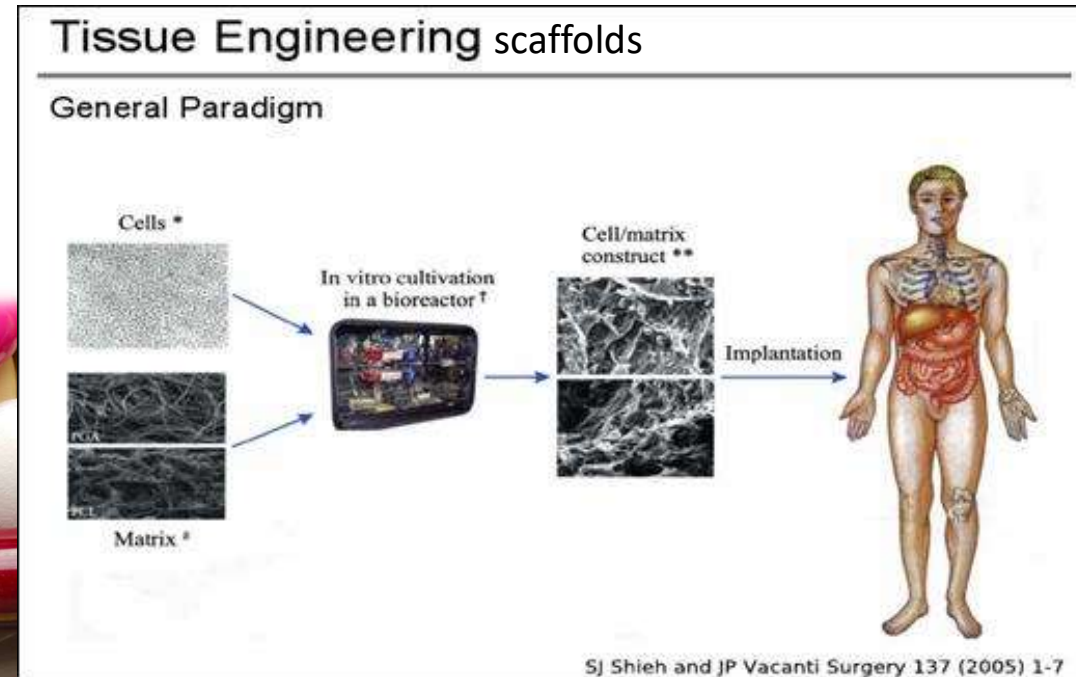 Tissue Engineering scaffolds
General Paradigm
Cells *
In vitro cultivation
in a bioreactor †
Cell/matrix
construct **
Implantation
PGA
PCL
Matrix #
SJ Shieh and JP Vacanti Surgery 137 (2005) 1-7